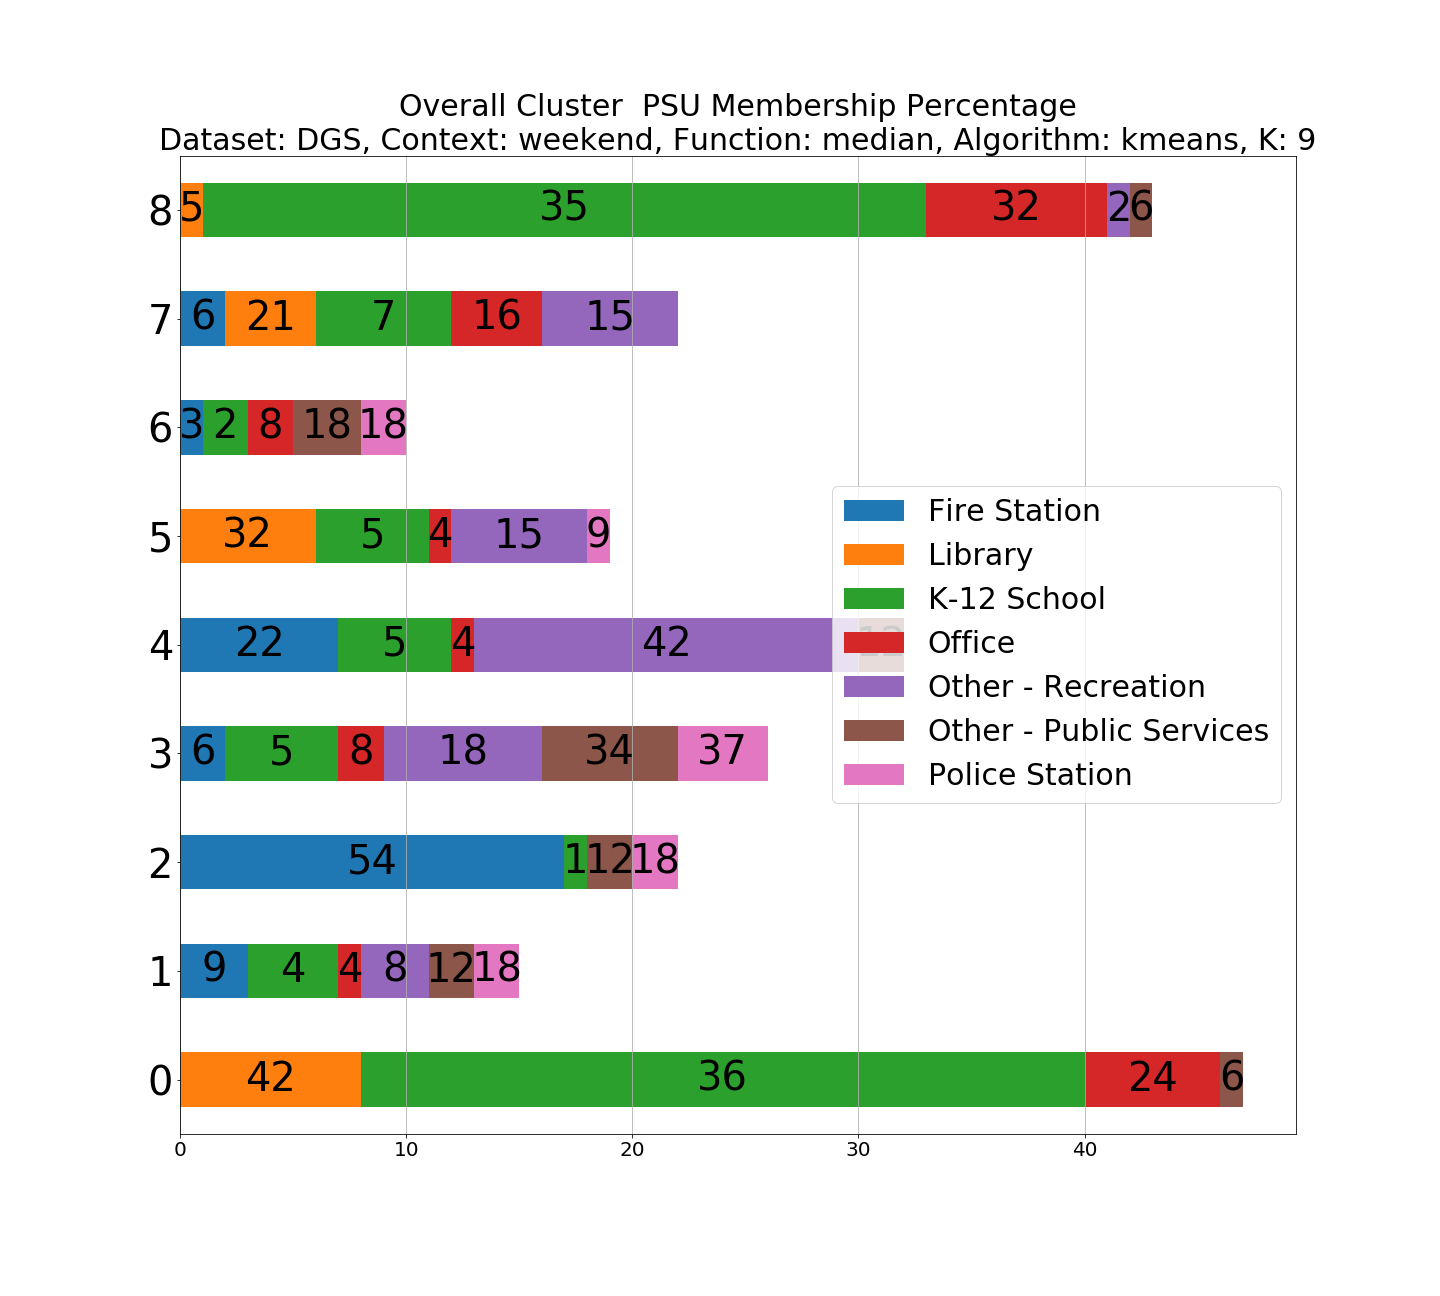 Overall Cluster  PSU Membership Percentage
Dataset: DGS, Context: weekend, Function: median, Algorithm: kmeans, K: 9
8 5 35 32 2 6
7 6 21 7 16 15
6 3 2 8 18 18
5 32 5 4 15 9
4 22 5 4 42 12
3 6 5 8 18 34 37
2 54 1 12 18
1 9 4 4 8 12 18
0 42 36 24 6
0 10 20 30 40
Fire Station
Library
K-12 School
Office
Other - Recreation
Other - Public Services
Police Station